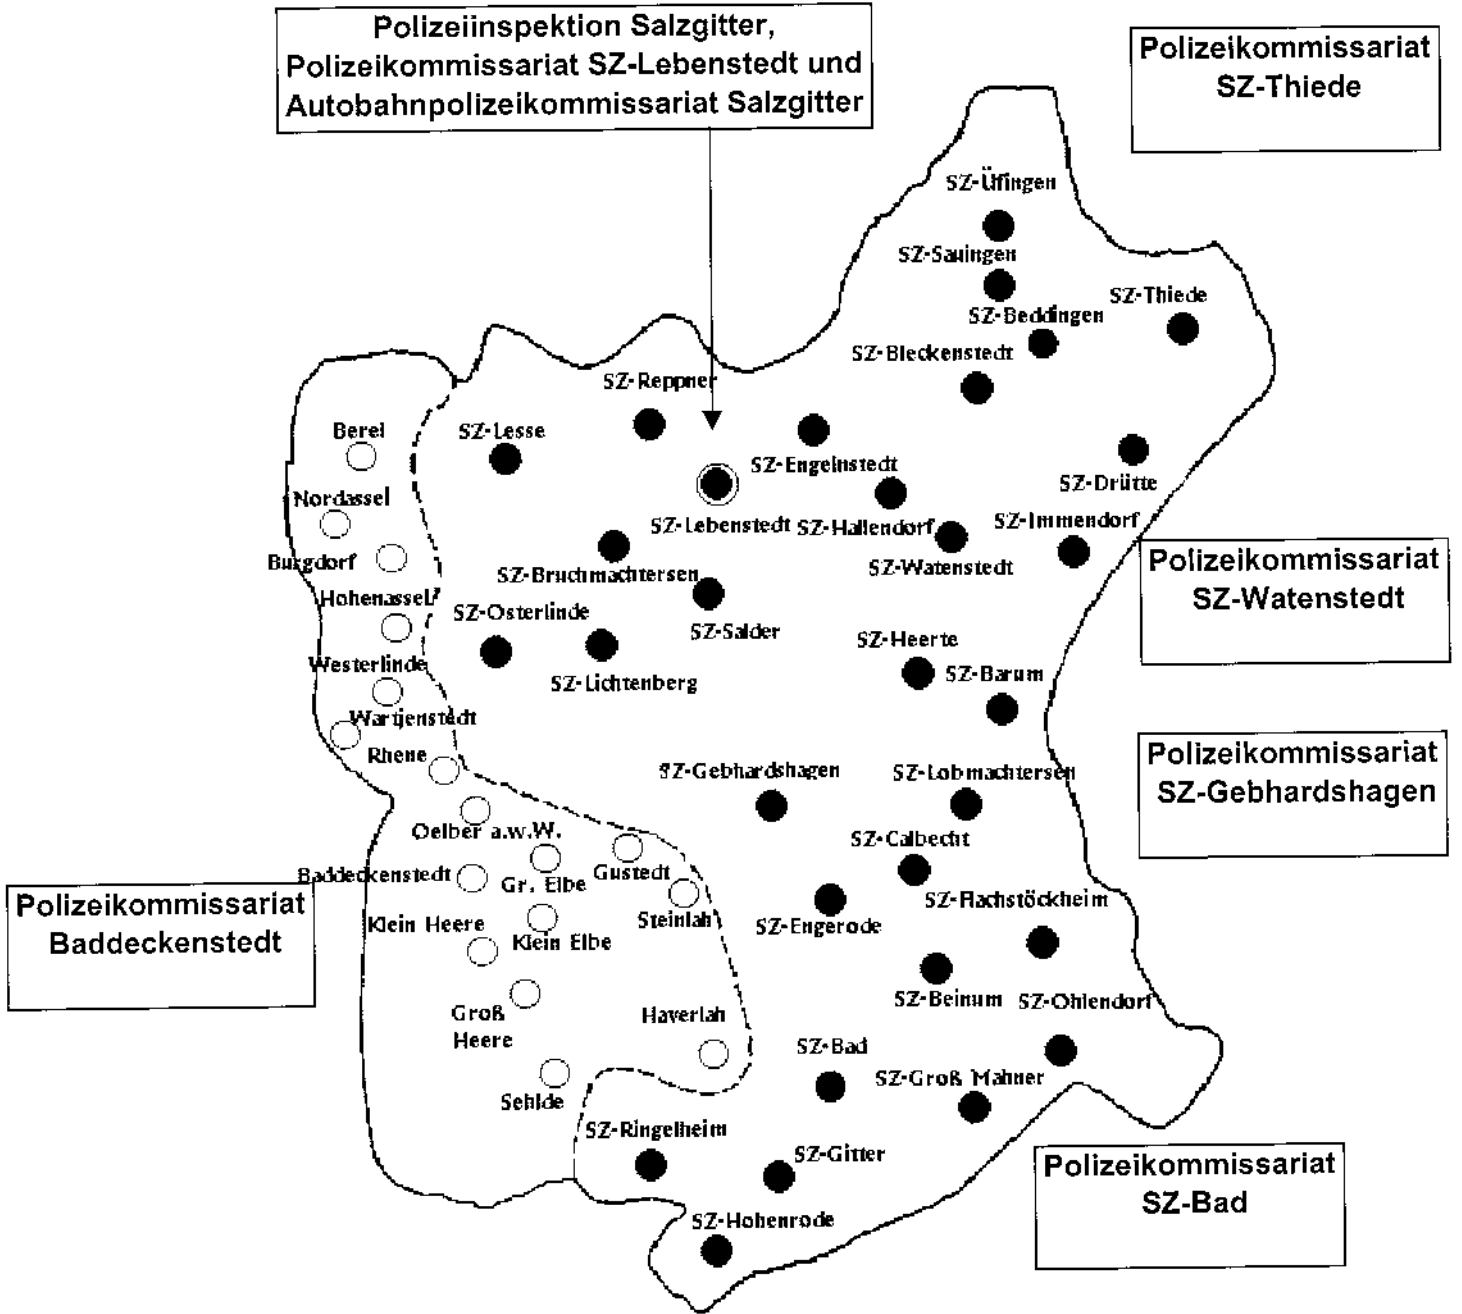 Polizeiinspektion Salzgitter,
Polizeikommissariat SZ-Lebenstedt und
Autobahnpolizeikommissariat Salzgitter
Polizeikommissariat
SZ-Thiede
SZ-Üfingen
SZ-Sauingen
SZ-Beddingen
SZ-Thiede
SZ-Bleckenstedt
SZ-Reppner
Berel
SZ-Lesse
SZ-Engelnstedt
SZ-Drütte
Nordassel
SZ-Lebenstedt
SZ-Hallendorf
SZ-Immendorf
Burgdorf
SZ-Bruchmachtersen
SZ-Watenstedt
Polizeikommissariat
SZ-Watenstedt
Hohenassel
SZ-Osterlinde
SZ-Salder
SZ-Heerte
Westerlinde
SZ-Lichtenberg
SZ-Barum
Wartjenstedt
Rhene
SZ-Gebhardshagen
SZ-Lobmachtersen
Polizeikommissariat
SZ-Gebhardshagen
Oelber a.w.W.
SZ-Calbecht
Baddeckenstedt
Gr. Elbe
Gustedt
Polizeikommissariat
Baddeckenstedt
Klein Heere
Klein Elbe
Steinlah
SZ-Engerode
SZ-Flachstöckheim
SZ-Beinum
SZ-Ohlendorf
Groß
Heere
Haverlah
SZ-Bad
SZ-Groß Mahner
Sehlde
SZ-Ringelheim
SZ-Gitter
Polizeikommissariat
SZ-Bad
SZ-Hohenrode